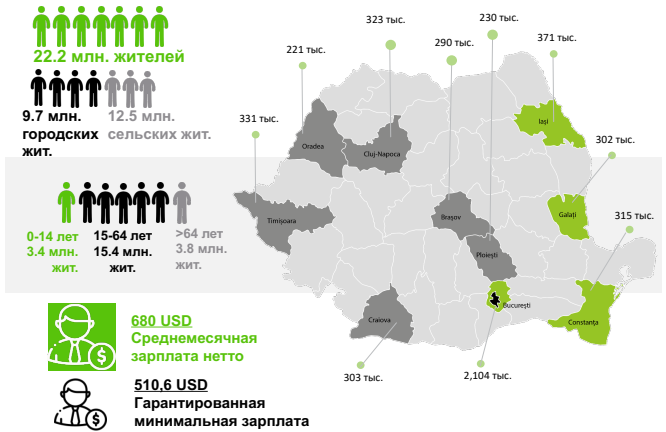 22.2 млн. жителей
9.7 млн.
городских
жит.
12.5 млн.
сельских жит.
0-14 лет
3.4 млн.
жит.
15-64 лет
15.4 млн.
жит.
>64 лет
3.8 млн.
жит.
680 USD
Среднемесячная
зарплата нетто
510,6 USD
Гарантированная
минимальная зарплата
323 тыс.
230 тыс.
221 тыс.
290 тыс.
371 тыс.
331 тыс.
302 тыс.
315 тыс.
303 тыс.
2,104 тыс.
Iași
Oradea
Cluj-Napoca
Timișoara
Brașov
Galați
Ploiești
București
Craiova
Constanța
$
$